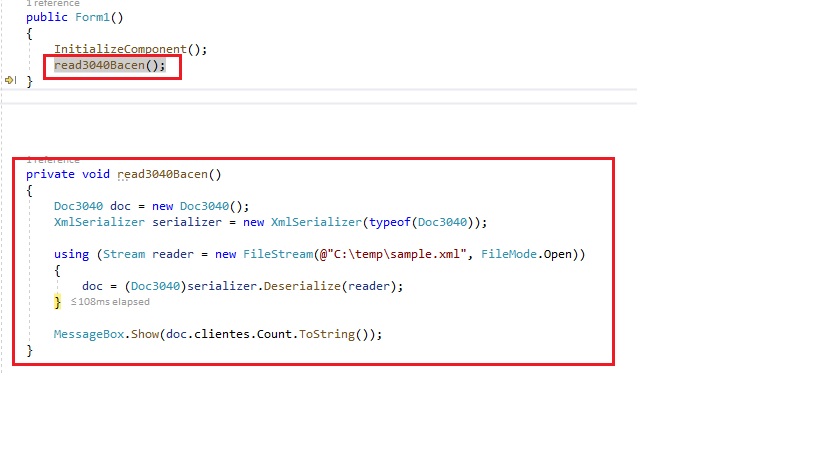 1 reference
public Form1()
{
InitializeComponent();
read3040Bacen();
}
1 reference
private void read3040Bacen()
{
Doc3040 doc = new Doc3040();
XmlSerializer serializer = new XmlSerializer(typeof(Doc3040));
using (Stream reader = new FileStream(@"C:\temp\sample.xml", FileMode.Open))
{
doc = (Doc3040)serializer.Deserialize(reader);
} ≤108ms elapsed
MessageBox.Show(doc.clientes.Count.ToString());
}